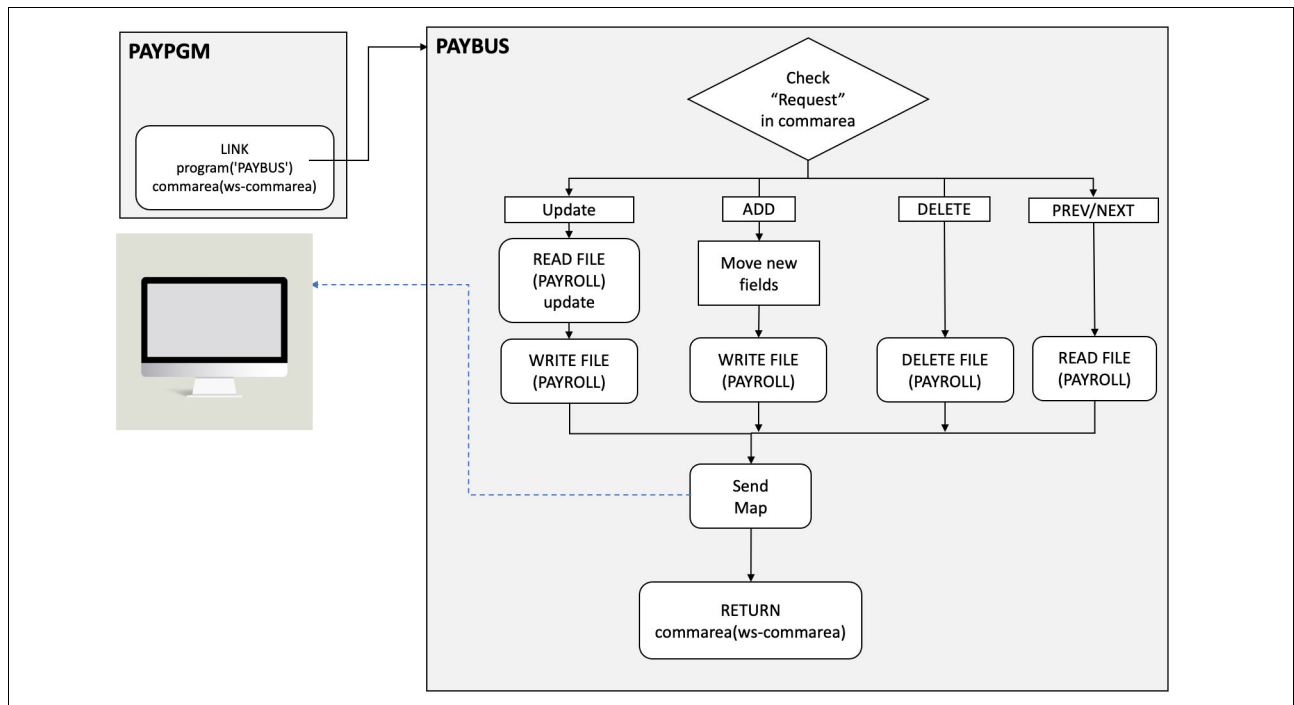 PAYPGM
LINK
program('PAYBUS')
commarea(ws-commarea)
PAYBUS
Check
“Request”
in commarea
Update
ADD
DELETE
PREV/NEXT
READ FILE
(PAYROLL)
update
Move new
fields
WRITE FILE
(PAYROLL)
WRITE FILE
(PAYROLL)
DELETE FILE
(PAYROLL)
READ FILE
(PAYROLL)
Send
Map
RETURN
commarea(ws-commarea)